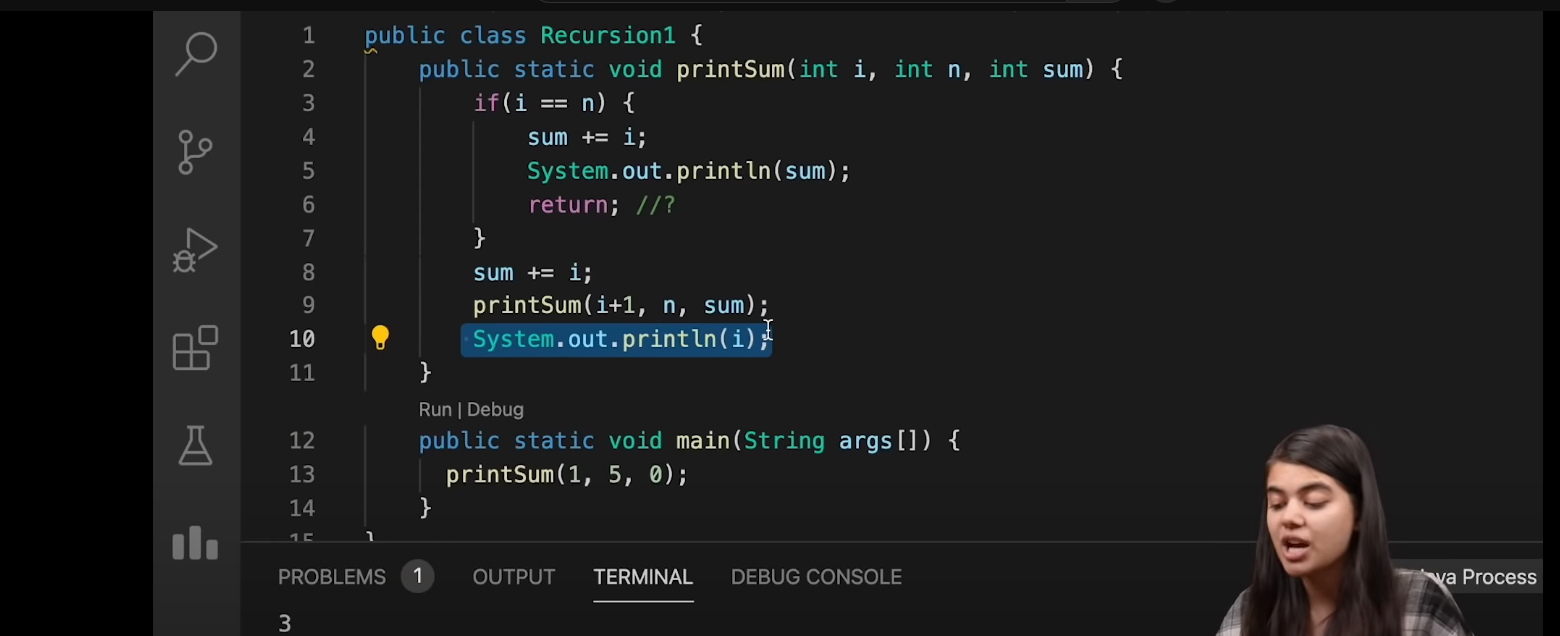 1 public class Recursion1 {
2 public static void printSum(int i, int n, int sum) {
3 if(i == n) {
4 sum += i;
5 System.out.println(sum);
6 return; //?
7 }
8 sum += i;
9 printSum(i+1, n, sum);
10 System.out.println(i);
11 }
Run | Debug
12 public static void main(String args[]) {
13 printSum(1, 5, 0);
14 }
15 }
PROBLEMS 1 OUTPUT TERMINAL DEBUG CONSOLE Process
3